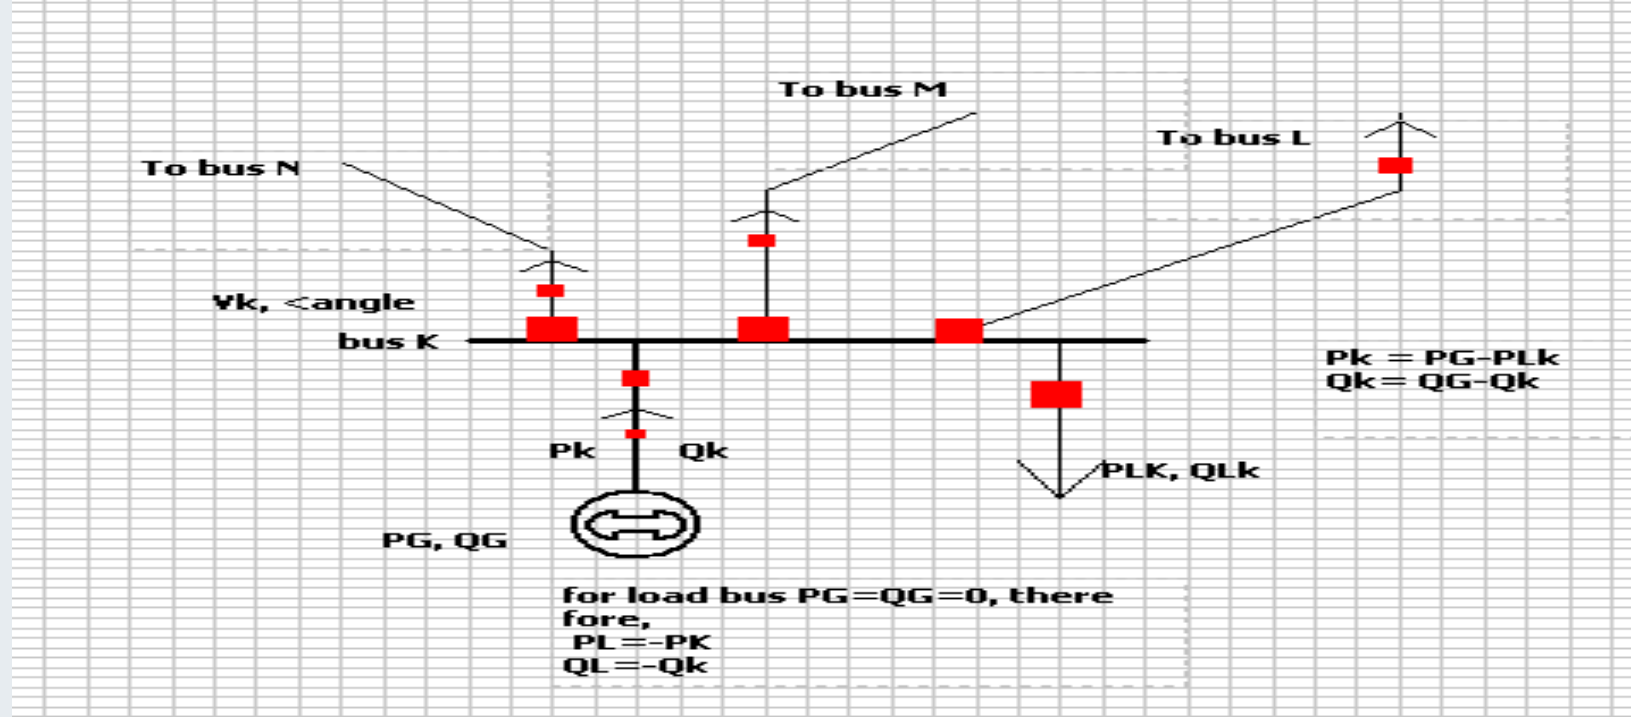 To bus M
To bus L
To bus N
Vk, <angle
bus K
Pk = PG-PLk
Qk= QG-Qk
Pk
Qk
PLK, QLk
PG, QG
for load bus PG=QG=0, there
fore,
PL=-PK
QL=-Qk